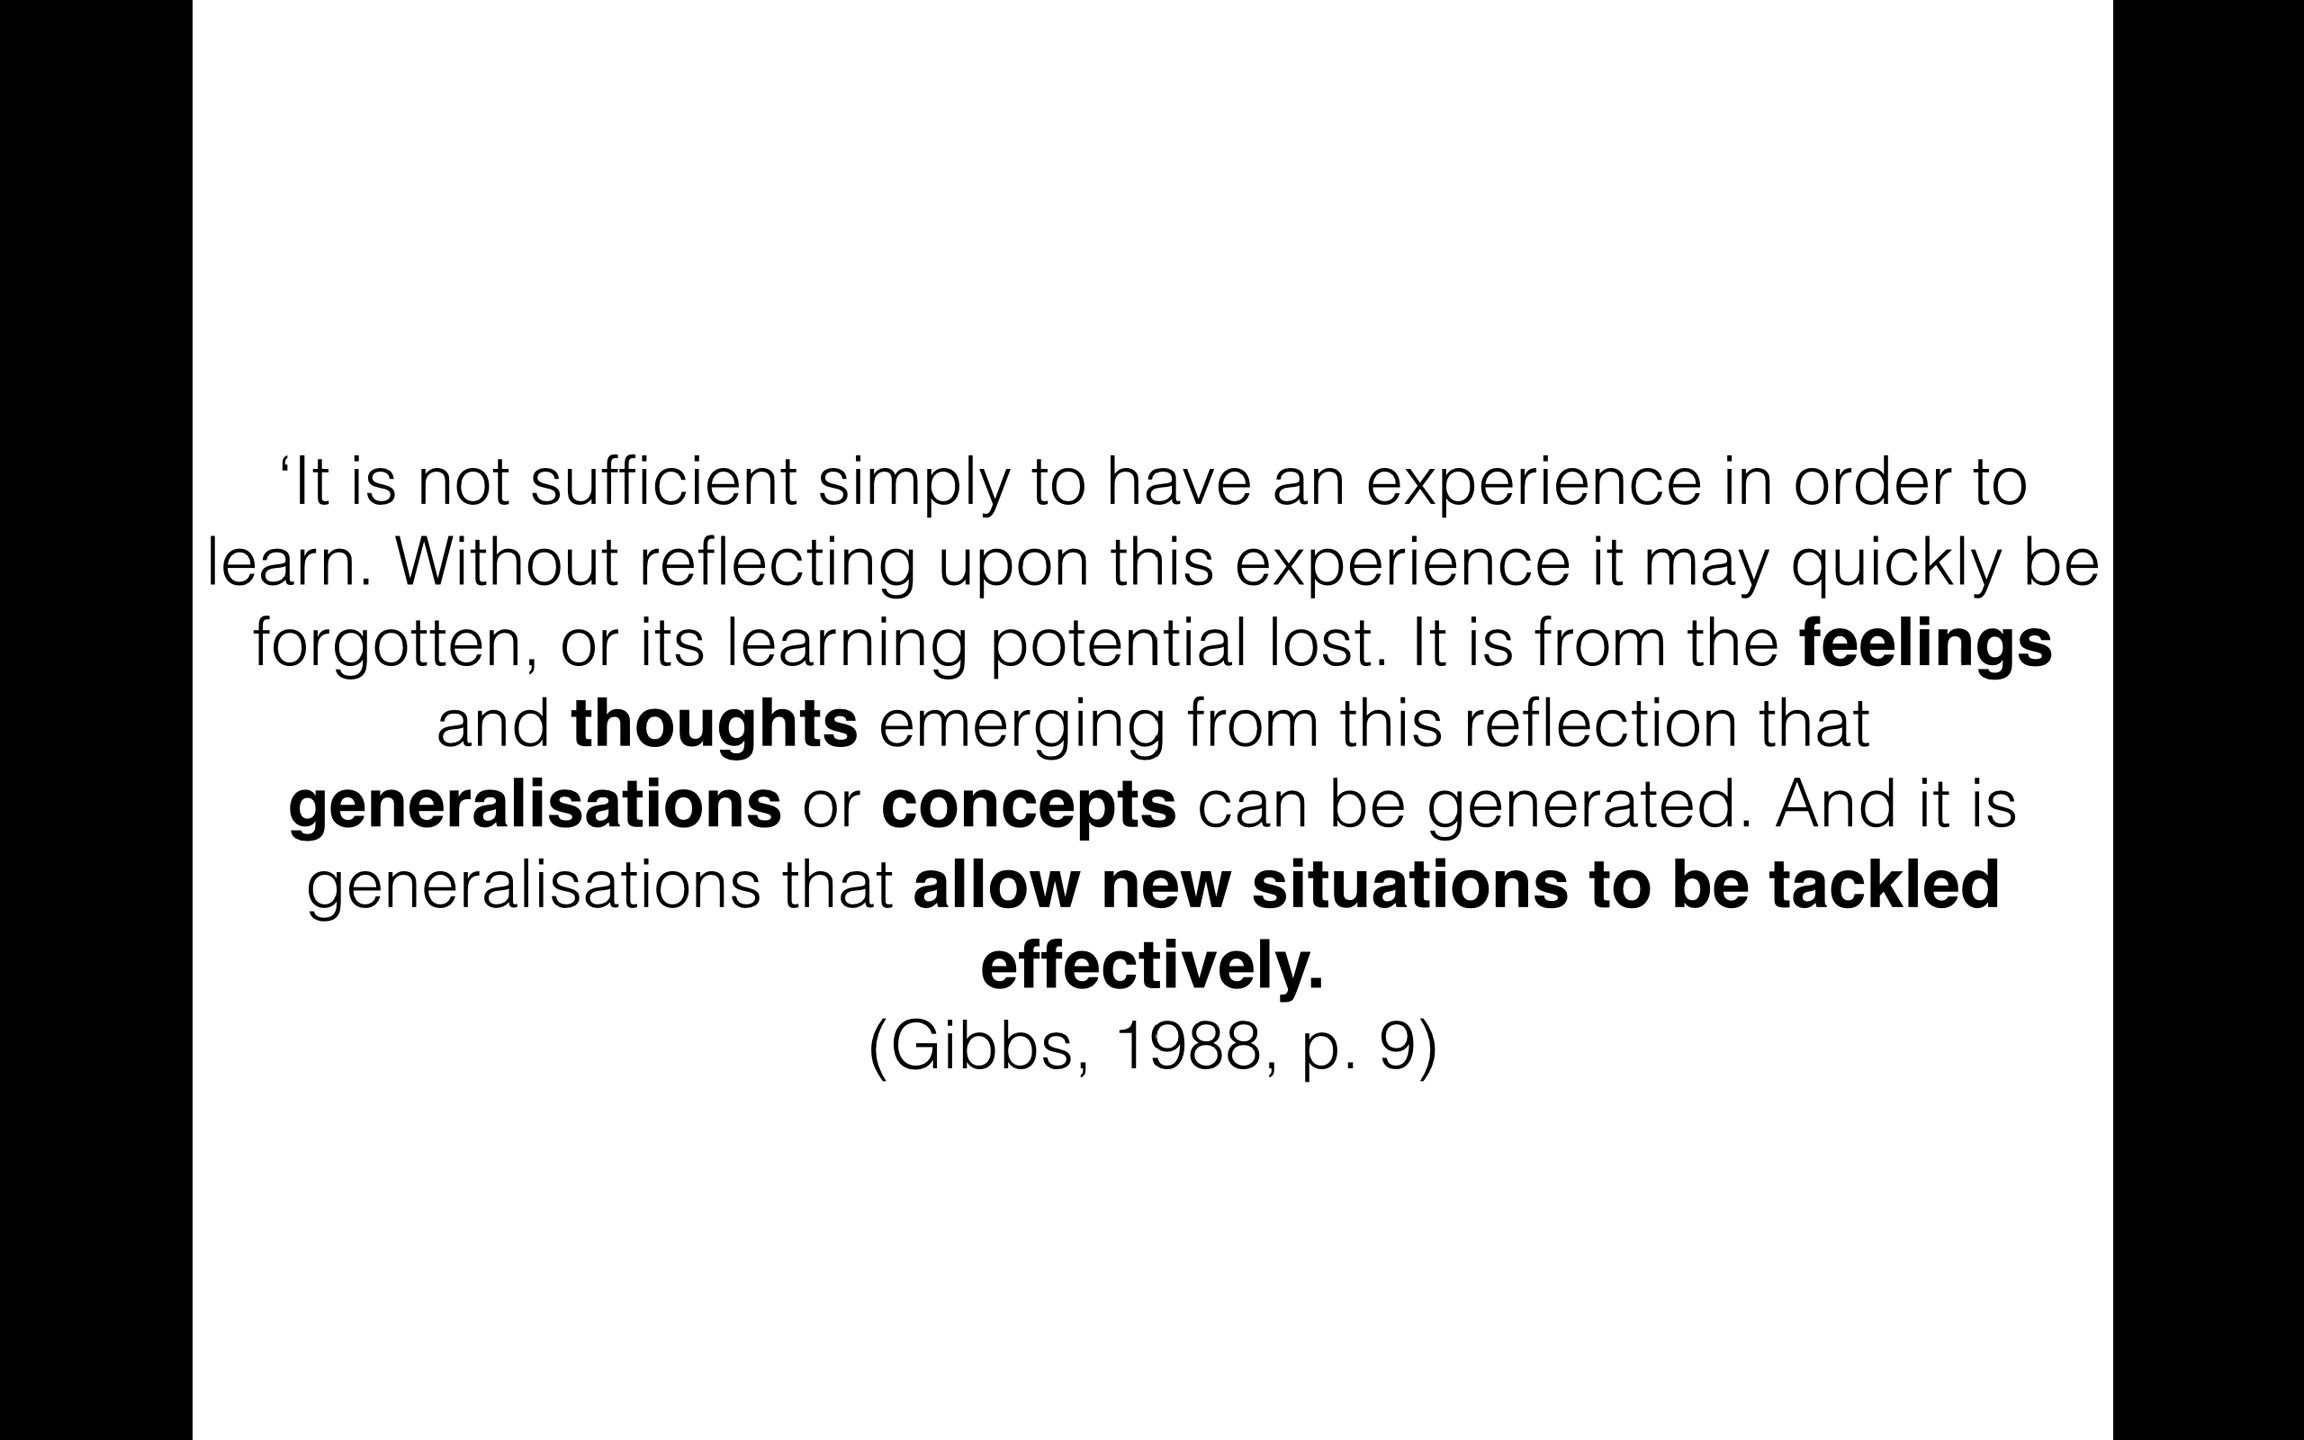 ‘It is not sufficient simply to have an experience in order to
learn. Without reflecting upon this experience it may quickly be
forgotten, or its learning potential lost. It is from the feelings
and thoughts emerging from this reflection that
generalisations or concepts can be generated. And it is
generalisations that allow new situations to be tackled
effectively.
(Gibbs, 1988, p. 9)